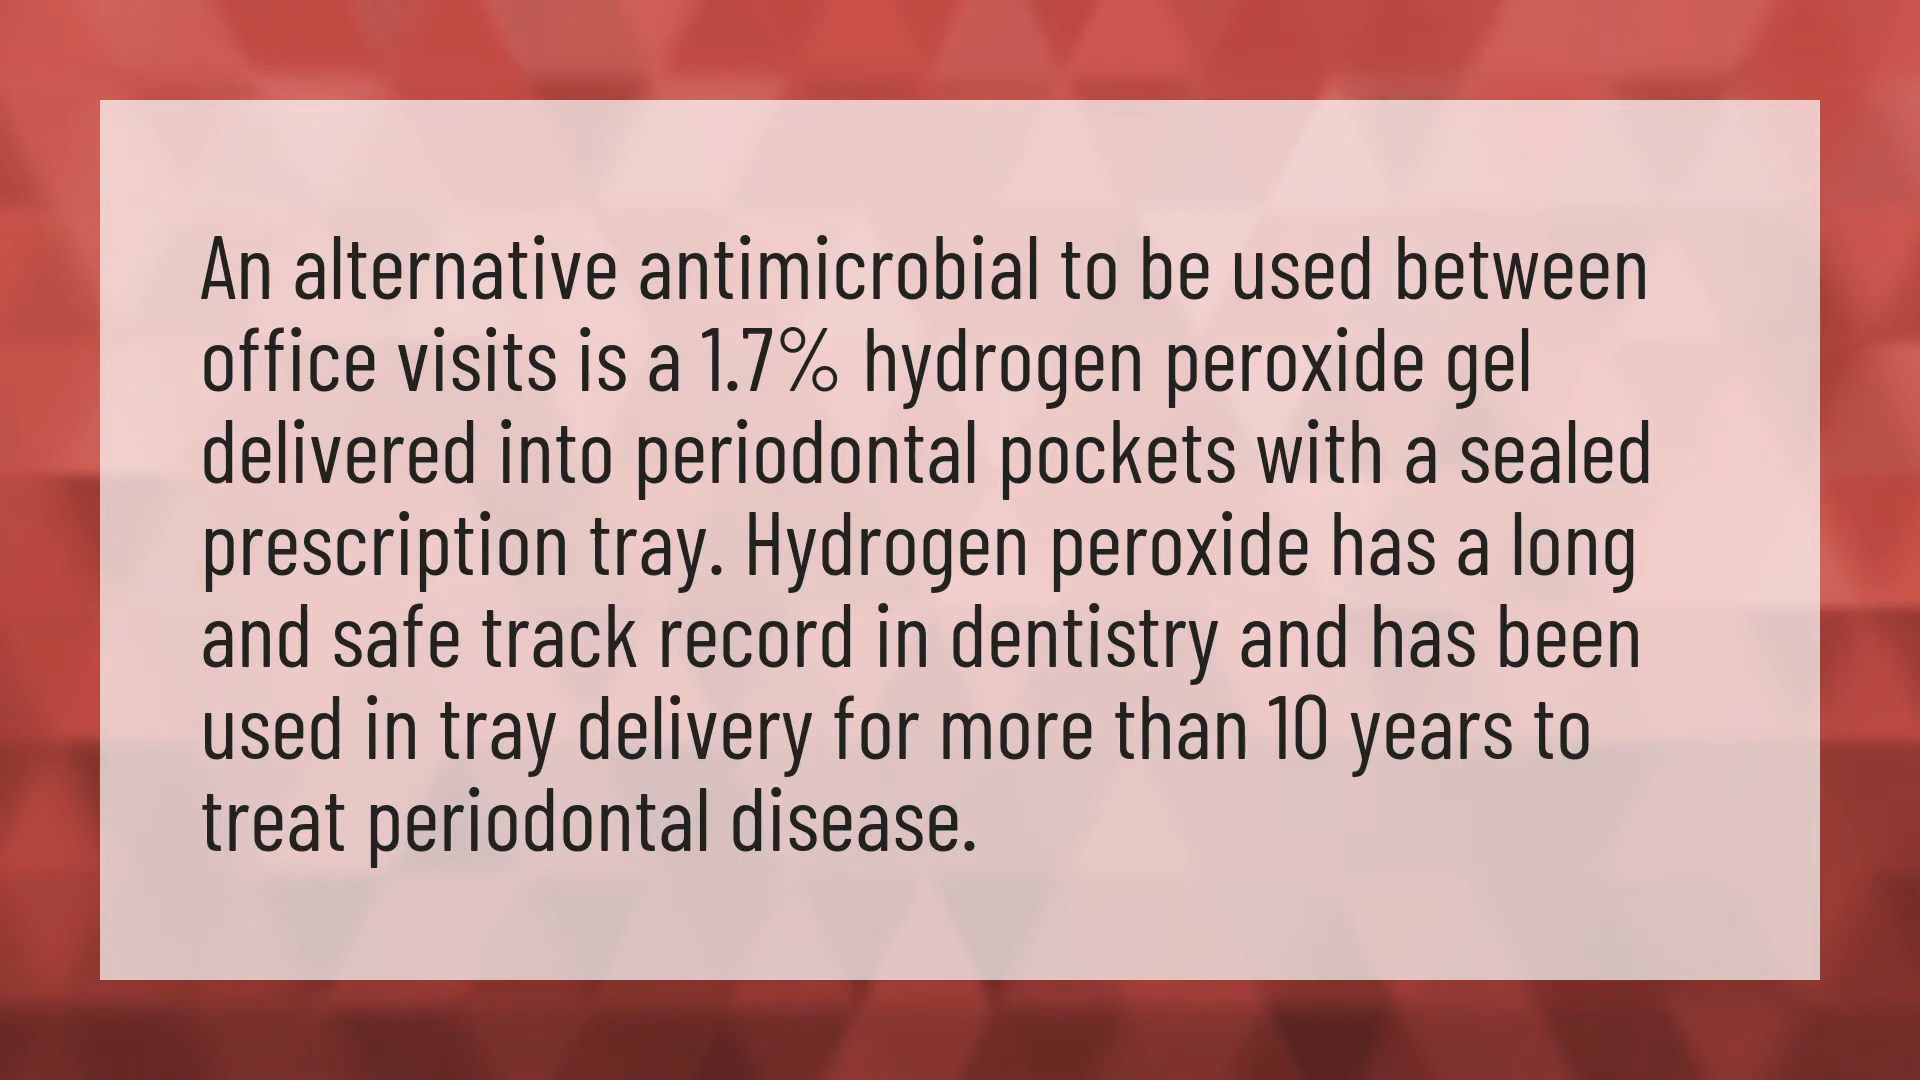 An alternative antimicrobial to be used between
office visits is a 1.7% hydrogen peroxide gel
delivered into periodontal pockets with a sealed
prescription tray. Hydrogen peroxide has a long
and safe track record in dentistry and has been
used in tray delivery for more than 10 years to
treat periodontal disease.